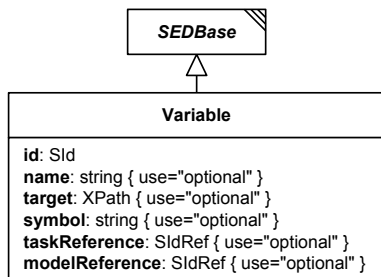 SEDBase
Variable
id: SId
name: string { use="optional" }
target: XPath { use="optional" }
symbol: string { use="optional" }
taskReference: SIdRef { use="optional" }
modelReference: SIdRef { use="optional" }